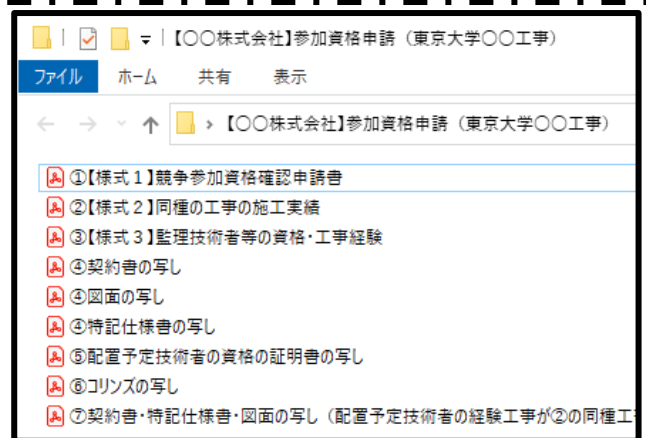 【〇〇株式会社】参加資格申請（東京大学〇〇工事）
ファイル ホーム 共有 表示
【〇〇株式会社】参加資格申請（東京大学〇〇工事）
①【様式１】競争参加資格確認申請書
②【様式２】同種の工事の施工実績
③【様式３】監理技術者等の資格・工事経験
④契約書の写し
④図面の写し
④特記仕様書の写し
⑤配置予定技術者の資格の証明書の写し
⑥コリンズの写し
⑦契約書・特記仕様書・図面の写し（配置予定技術者の経験工事が②の同種工